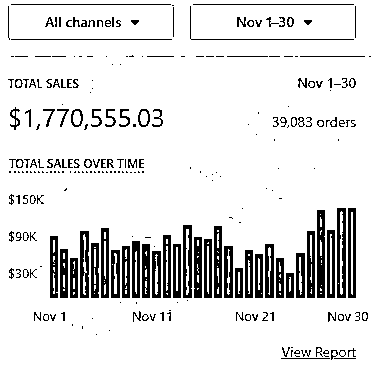 All channels
Nov 1–30
TOTAL SALES
Nov 1–30
$1,770,555.03
39,083 orders
TOTAL SALES OVER TIME
$150K
$90K
$30K
Nov 1
Nov 11
Nov 21
Nov 30
View Report